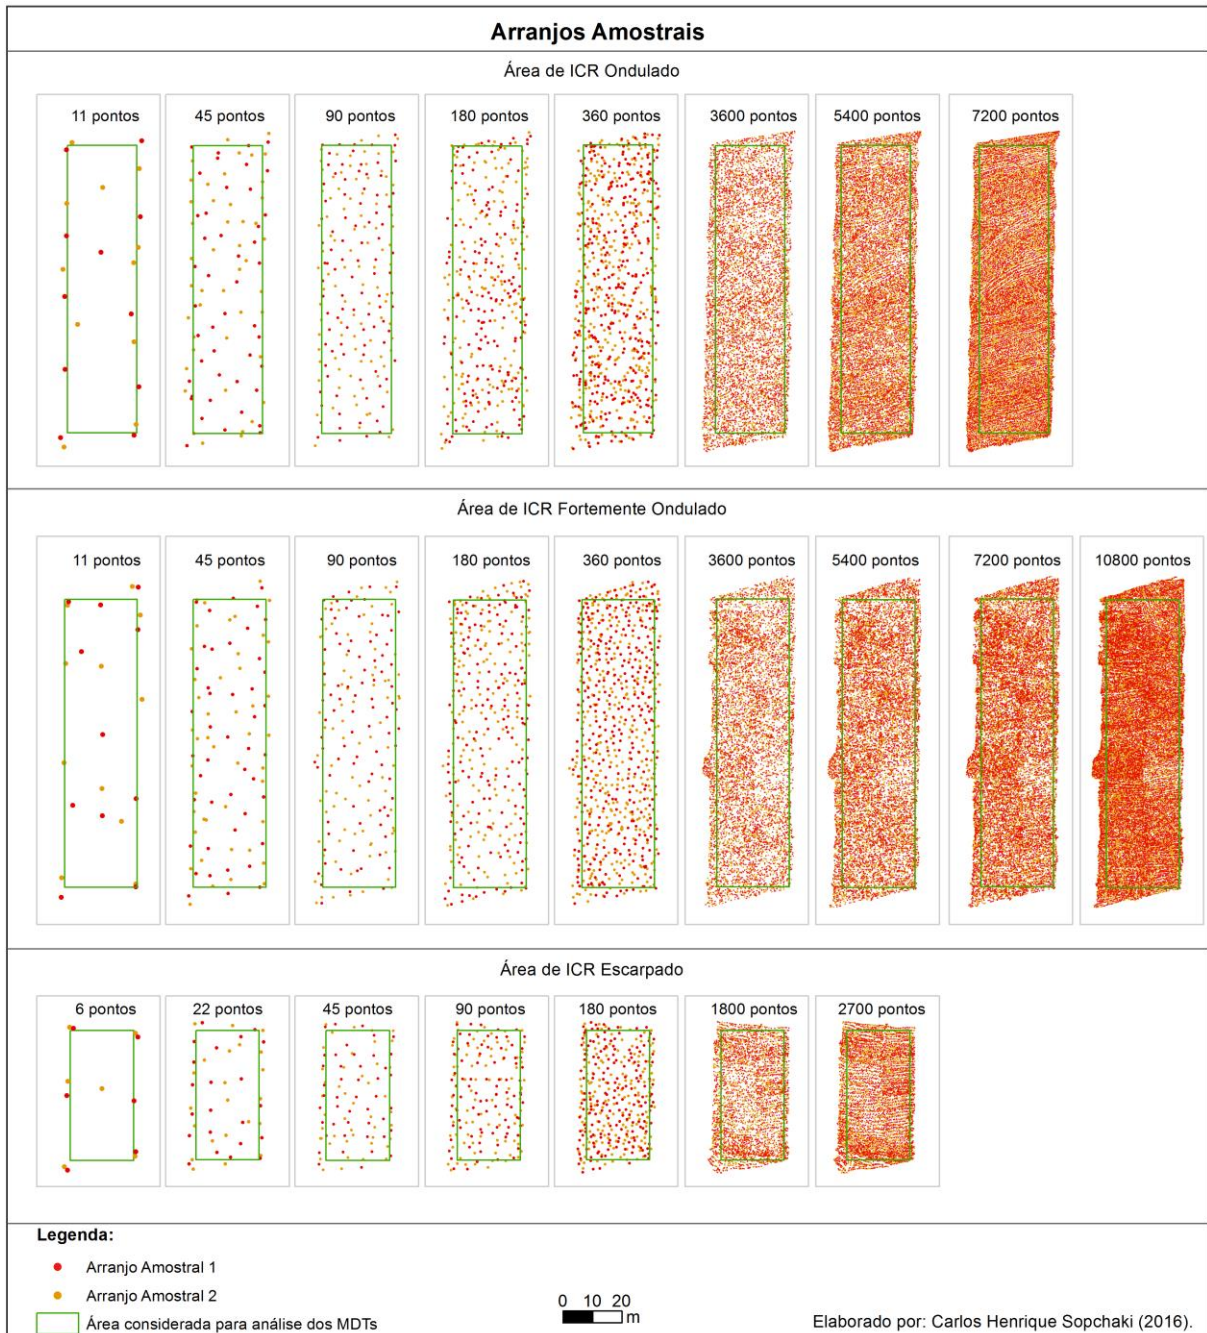 Arranjos Amostrais
Área de ICR Ondulado
11 pontos 45 pontos 90 pontos 180 pontos 360 pontos 3600 pontos 5400 pontos 7200 pontos
Área de ICR Fortemente Ondulado
11 pontos 45 pontos 90 pontos 180 pontos 360 pontos 3600 pontos 5400 pontos 7200 pontos 10800 pontos
Área de ICR Escarpado
6 pontos 22 pontos 45 pontos 90 pontos 180 pontos 1800 pontos 2700 pontos
Legenda:
Arranjo Amostral 1
Arranjo Amostral 2
Área considerada para análise dos MDTs
0 10 20
m
Elaborado por: Carlos Henrique Sopchaki (2016).